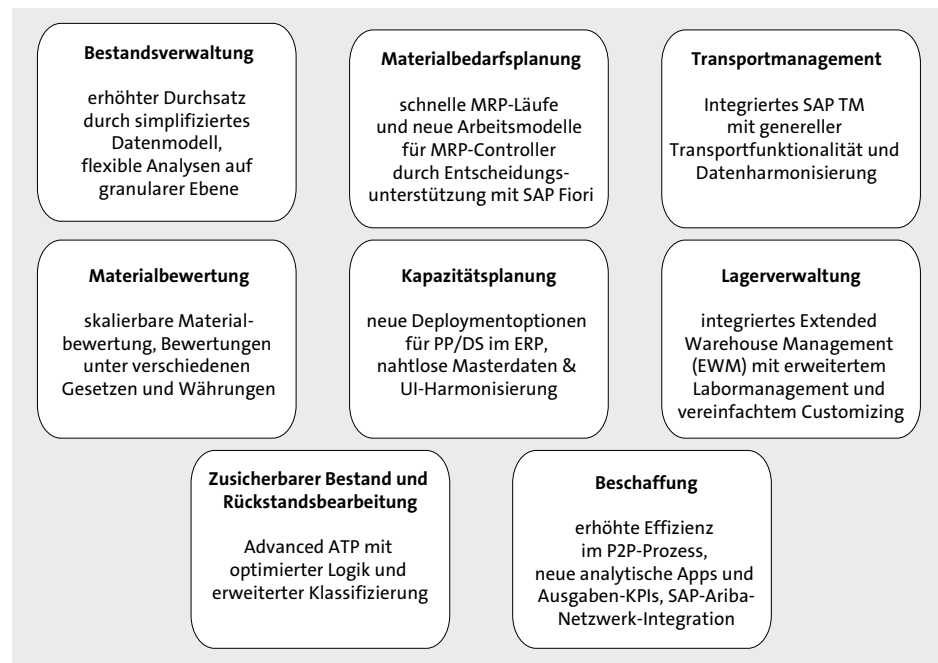 Bestandsverwaltung
erhöhter Durchsatz
durch simplifiziertes
Datenmodell,
flexible Analysen auf
granularer Ebene
Materialbedarfsplanung
schnelle MRP-Läufe
und neue Arbeitsmodelle
für MRP-Controller
durch Entscheidungs-
unterstützung mit SAP Fiori
Transportmanagement
Integriertes SAP TM
mit genereller
Transportfunktionalität und
Datenharmonisierung
Materialbewertung
skalierbare Material-
bewertung, Bewertungen
unter verschiedenen
Gesetzen und Währungen
Kapazitätsplanung
neue Deploymentoptionen
für PP/DS im ERP,
nahtlose Masterdaten &
UI-Harmonisierung
Lagerverwaltung
integriertes Extended
Warehouse Management
(EWM) mit erweitertem
Labormanagement und
vereinfachtem Customizing
Zusicherbarer Bestand und
Rückstandsbearbeitung
Advanced ATP mit
optimierter Logik und
erweiterter Klassifizierung
Beschaffung
erhöhte Effizienz
im P2P-Prozess,
neue analytische Apps und
Ausgaben-KPIs, SAP-Ariba-
Netzwerk-Integration